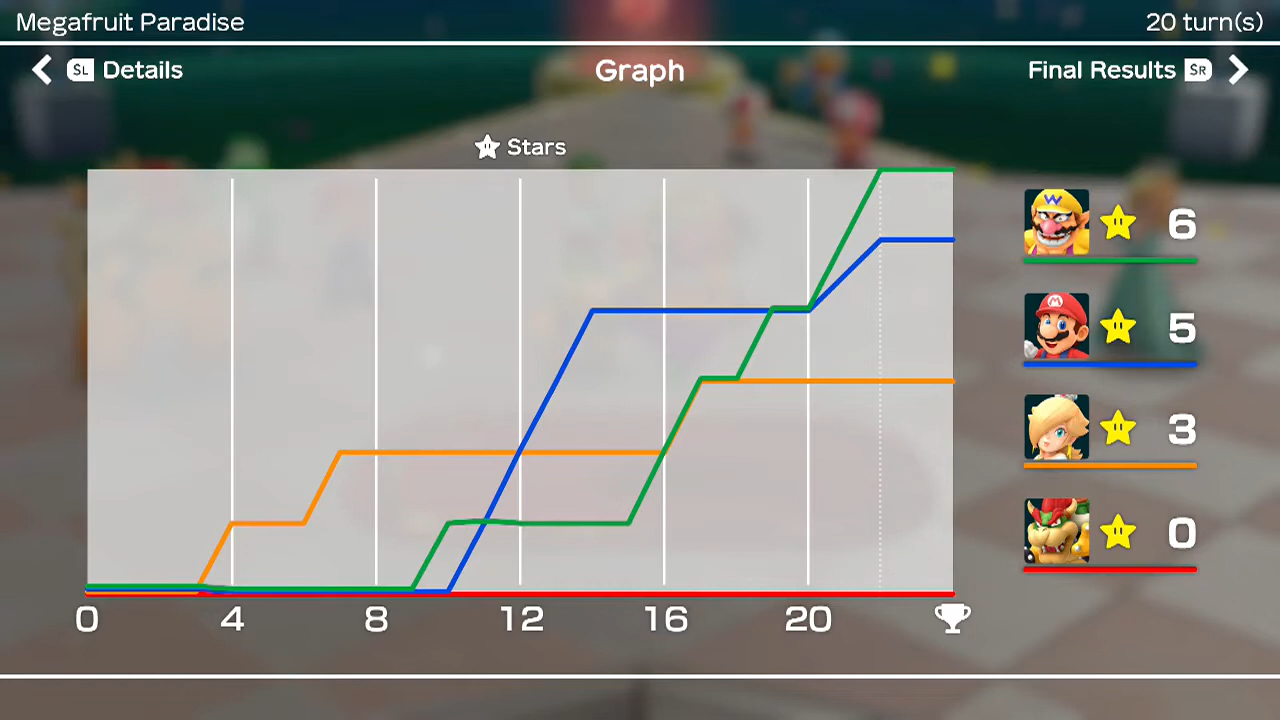 Megafruit Paradise
20 turn(s)
SL Details
Graph
Final Results SR
Stars
6
5
3
0
0 4 8 12 16 20